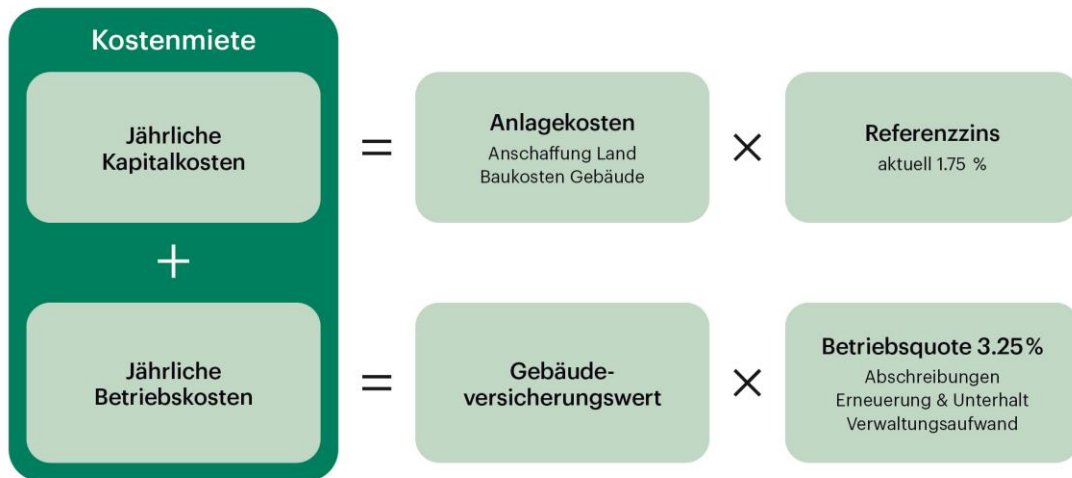 Kostenmiete
Jährliche
Kapitalkosten
=
Anlagekosten
Anschaffung Land
Baukosten Gebäude
×
Referenzzins
aktuell 1.75 %
+
Jährliche
Betriebskosten
=
Gebäude-
versicherungswert
×
Betriebsquote 3.25%
Abschreibungen
Erneuerung & Unterhalt
Verwaltungsaufwand